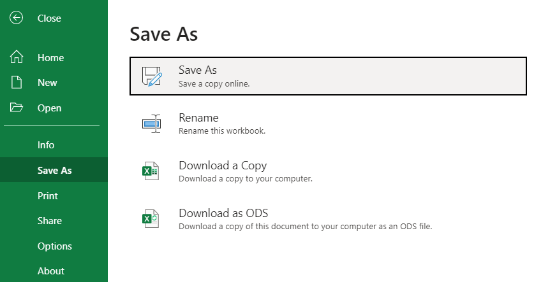 Close
Home
New
Open
Info
Save As
Print
Share
Options
About
Save As
Save As
Save a copy online.
Rename
Rename this workbook.
Download a Copy
Download a copy to your computer.
Download as ODS
Download a copy of this document to your computer as an ODS file.